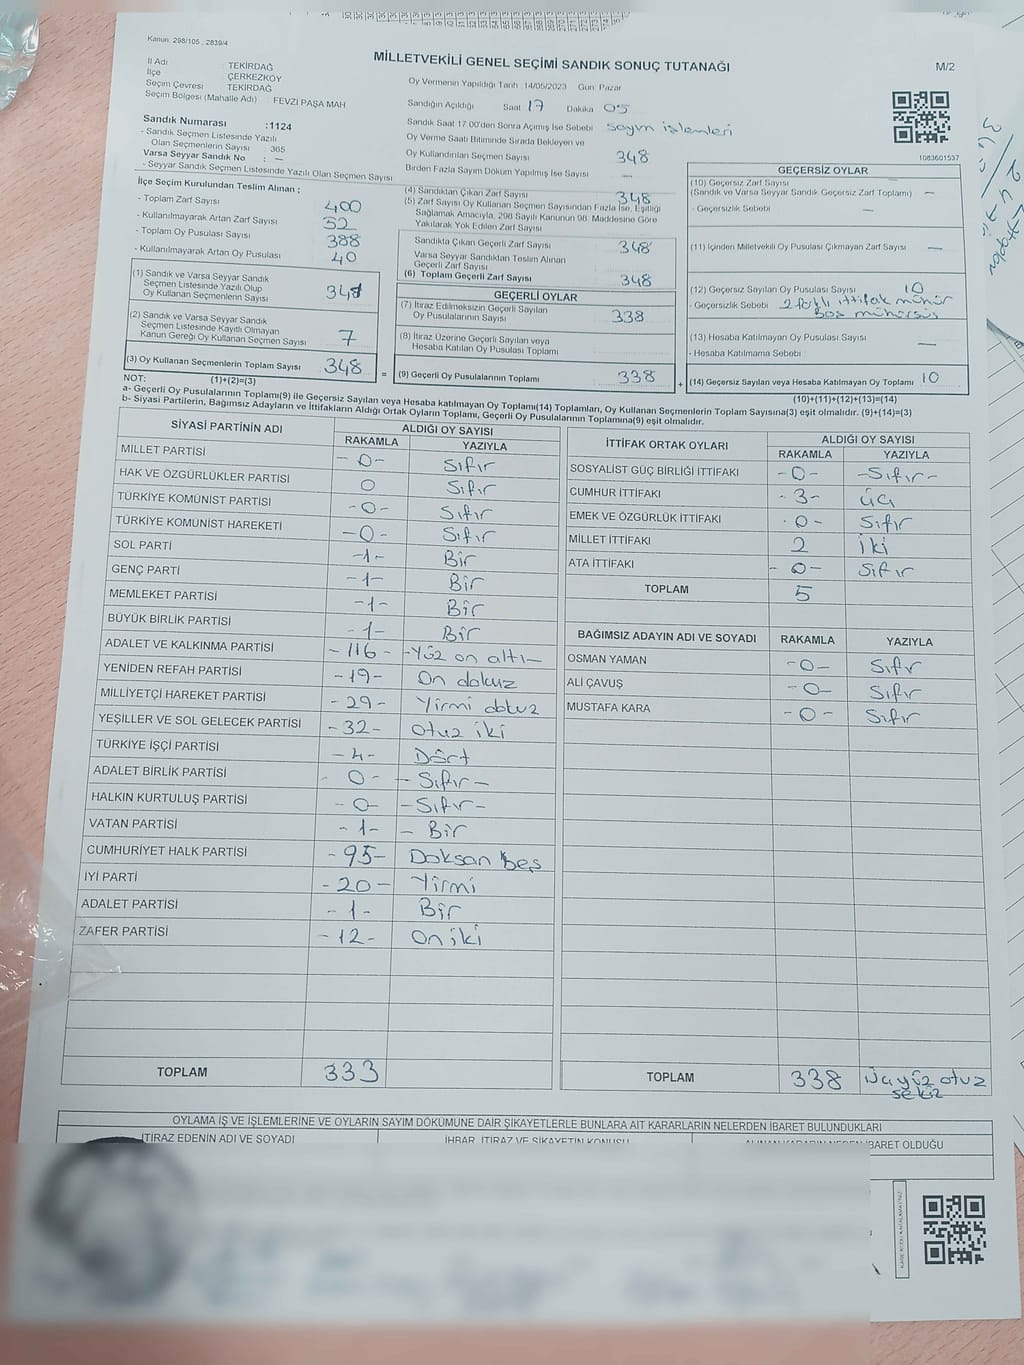 Kanun, 298/105 , 2839/4
MİLLETVEKİLİ GENEL SEÇİMİ SANDIK SONUÇ TUTANAĞI
M/2
İl Adı : TEKİRDAĞ
İlçe : ÇERKEZKÖY
Seçim Çevresi : TEKİRDAĞ
Seçim Bölgesi (Mahalle Adı) : FEVZİ PAŞA MAH
Oy Vermenin Yapıldığı Tarih :14/05/2023 Gün :Pazar
Sandığın Açıldığı Saat 17 Dakika 05
Sandık Saat 17.00'den Sonra Açımış İse Sebebi sayım işlemleri
Oy Verme Saati Bitiminde Sırada Bekleyen ve
Oy Kullandırılan Seçmen Sayısı 348
Birden Fazla Sayım Dökum Yapılmış İse Sayısı —
Sandık Numarası :1124
- Sandık Seçmen Listesinde Yazılı
Olan Seçmenlerin Sayısı : 365
Varsa Seyyar Sandık No : —
- Seyyar Sandık Seçmen Listesinde Yazılı Olan Seçmen Sayısı
1083601537
İlçe Seçim Kurulundan Teslim Alınan ;
- Toplam Zarf Sayısı 400
- Kullanılmayarak Artan Zarf Sayısı 52
- Toplam Oy Pusulası Sayısı 388
- Kullanılmayarak Artan Oy Pusulası 40
(1) Sandık ve Varsa Seyyar Sandık
Seçmen Listesinde Yazılı Olup
Oy Kullanan Seçmenlerin Sayısı 341
(2) Sandık ve Varsa Seyyar Sandık
Seçmen Listesinde Kayıtlı Olmayan
Kanun Gereği Oy Kullanan Seçmen Sayısı 7
(3) Oy Kullanan Seçmenlerin Toplam Sayısı 348
(1)+(2)=(3)
(4) Sandıktan Çıkan Zarf Sayısı 348
(5) Zarf Sayısı Oy Kullanan Seçmen Sayısından Fazla İse, Eşitliği
Sağlamak Amacıyla, 298 Sayılı Kanunun 98. Maddesine Göre
Yakılarak Yok Edilen Zarf Sayısı
Sandıkta Çıkan Geçerli Zarf Sayısı 348
Varsa Seyyar Sandıktan Teslim Alınan
Geçerli Zarf Sayısı
(6) Toplam Geçerli Zarf Sayısı 348
GEÇERLİ OYLAR
(7) İtiraz Edilmeksizin Geçerli Sayılan
Oy Pusulalarının Sayısı 338
(8) İtiraz Üzerine Geçerli Sayılan veya
Hesaba Katılan Oy Pusulası Toplamı
= (9) Geçerli Oy Pusulalarının Toplamı 338
GEÇERSİZ OYLAR
(10) Geçersiz Zarf Sayısı
(Sandık ve Varsa Seyyar Sandık Geçersiz Zarf Toplamı) —
- Geçersizlik Sebebi —
(11) İçinden Milletvekili Oy Pusulası Çıkmayan Zarf Sayısı —
(12) Geçersiz Sayılan Oy Pusulası Sayısı 10
- Geçersizlik Sebebi 2 farklı ittifak mühür
Boş mühürsüs
(13) Hesaba Katılmayan Oy Pusulası Sayısı —
- Hesaba Katılmama Sebebi
+ (14) Geçersiz Sayılan veya Hesaba Katılmayan Oy Toplamı 10
(10)+(11)+(12)+(13)=(14)
NOT:
a- Geçerli Oy Pusulalarının Toplamı(9) ile Geçersiz Sayılan veya Hesaba katılmayan Oy Toplamı(14) Toplamları, Oy Kullanan Seçmenlerin Toplam Sayısına(3) eşit olmalıdır. (9)+(14)=(3)
b- Siyasi Partilerin, Bağımsız Adayların ve İttifakların Aldığı Ortak Oyların Toplamı, Geçerli Oy Pusulalarının Toplamına(9) eşit olmalıdır.
SİYASİ PARTİNİN ADI ALDIĞI OY SAYISI
RAKAMLA YAZIYLA
MİLLET PARTİSİ -0- Sıfır
HAK VE ÖZGÜRLÜKLER PARTİSİ 0 Sıfır
TÜRKİYE KOMÜNİST PARTİSİ -0- Sıfır
TÜRKİYE KOMÜNİST HAREKETİ -0- Sıfır
SOL PARTİ -1- Bir
GENÇ PARTİ -1- Bir
MEMLEKET PARTİSİ -1- Bir
BÜYÜK BİRLİK PARTİSİ -1- Bir
ADALET VE KALKINMA PARTİSİ -116- -Yüz on altı-
YENİDEN REFAH PARTİSİ -19- On dokuz
MİLLİYETÇİ HAREKET PARTİSİ -29- Yirmi dokuz
YEŞİLLER VE SOL GELECEK PARTİSİ -32- Otuz iki
TÜRKİYE İŞÇİ PARTİSİ -4- Dört
ADALET BİRLİK PARTİSİ -0- -Sıfır-
HALKIN KURTULUŞ PARTİSİ -0- -Sıfır-
VATAN PARTİSİ -1- - Bir
CUMHURİYET HALK PARTİSİ -95- Doksan beş
İYİ PARTİ -20- Yirmi
ADALET PARTİSİ -1- Bir
ZAFER PARTİSİ -12- On iki
TOPLAM 333
İTTİFAK ORTAK OYLARI ALDIĞI OY SAYISI
RAKAMLA YAZIYLA
SOSYALİST GÜÇ BİRLİĞİ İTTİFAKI -0- -Sıfır-
CUMHUR İTTİFAKI -3- üç
EMEK VE ÖZGÜRLÜK İTTİFAKI -0- Sıfır
MİLLET İTTİFAKI 2 İki
ATA İTTİFAKI -0- Sıfır
TOPLAM 5
BAĞIMSIZ ADAYIN ADI VE SOYADI RAKAMLA YAZIYLA
OSMAN YAMAN -0- Sıfır
ALİ ÇAVUŞ -0- Sıfır
MUSTAFA KARA -0- Sıfır
TOPLAM 338 Üçyüz otuz
sekiz
OYLAMA İŞ VE İŞLEMLERİNE VE OYLARIN SAYIM DÖKÜMÜNE DAİR ŞİKAYETLERLE BUNLARA AİT KARARLARIN NELERDEN İBARET BULUNDUKLARI
İTİRAZ EDENİN ADI VE SOYADI İHBAR, İTİRAZ VE ŞİKAYETİN KONUSU ALINAN KARARIN NEDEN İBARET OLDUĞU